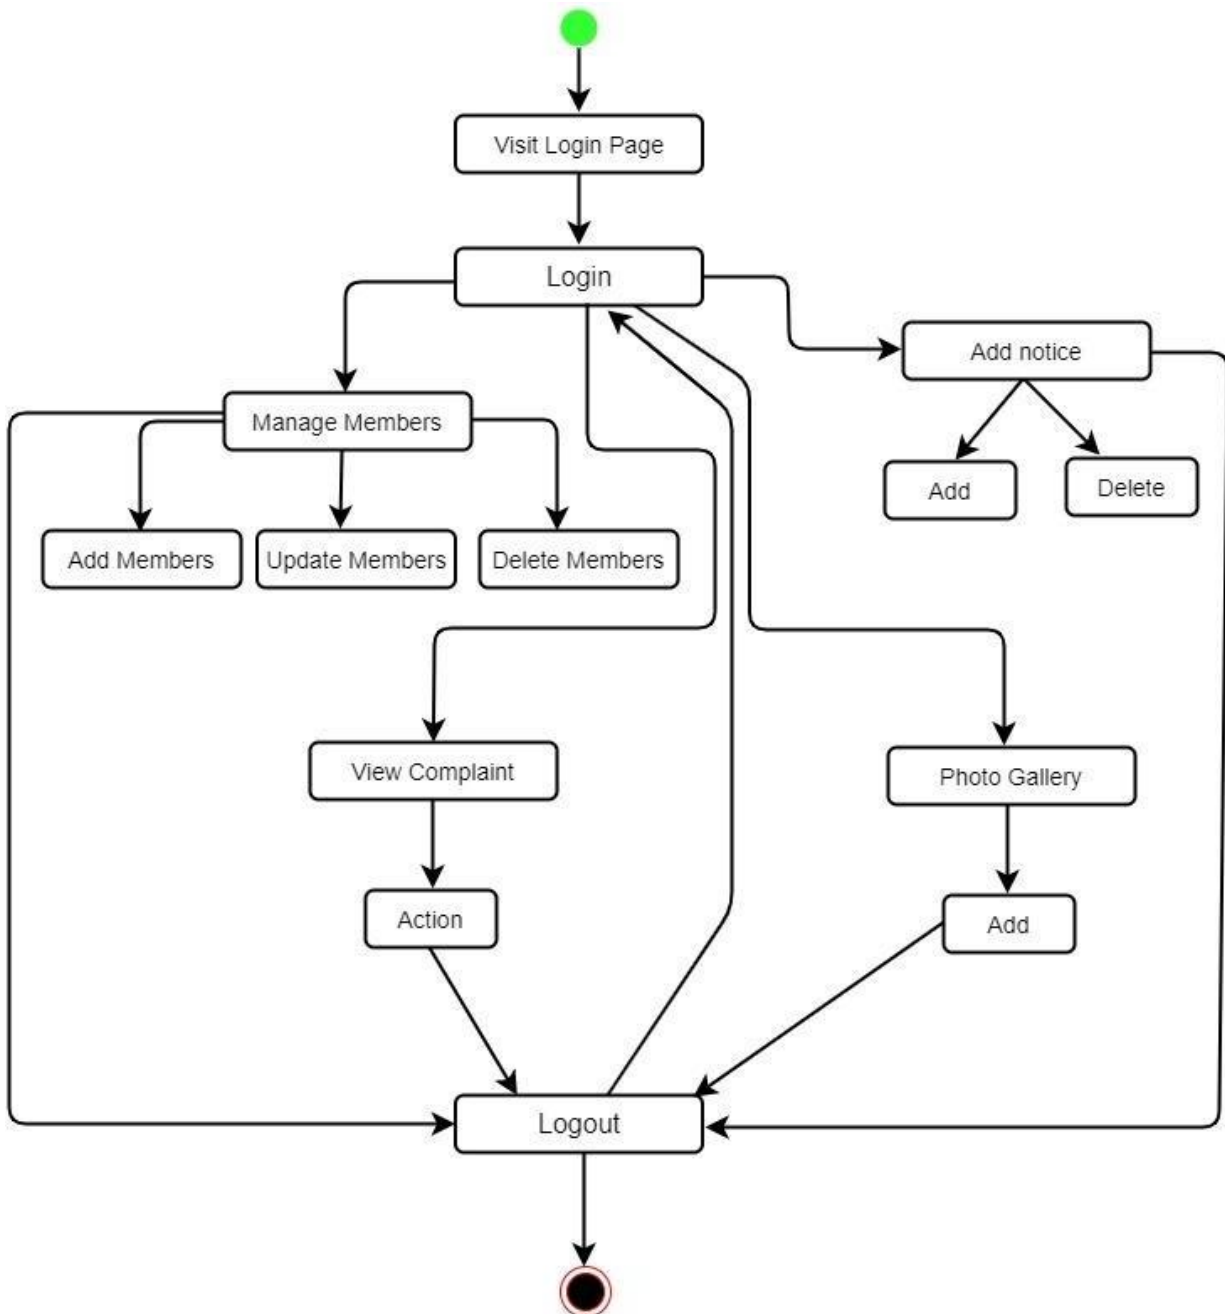 Visit Login Page
Login
Add notice
Manage Members
Add
Delete
Add Members
Update Members
Delete Members
View Complaint
Photo Gallery
Action
Add
Logout